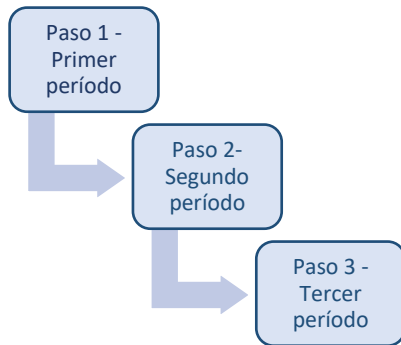 Paso 1 -
Primer
período
Paso 2-
Segundo
período
Paso 3 -
Tercer
período